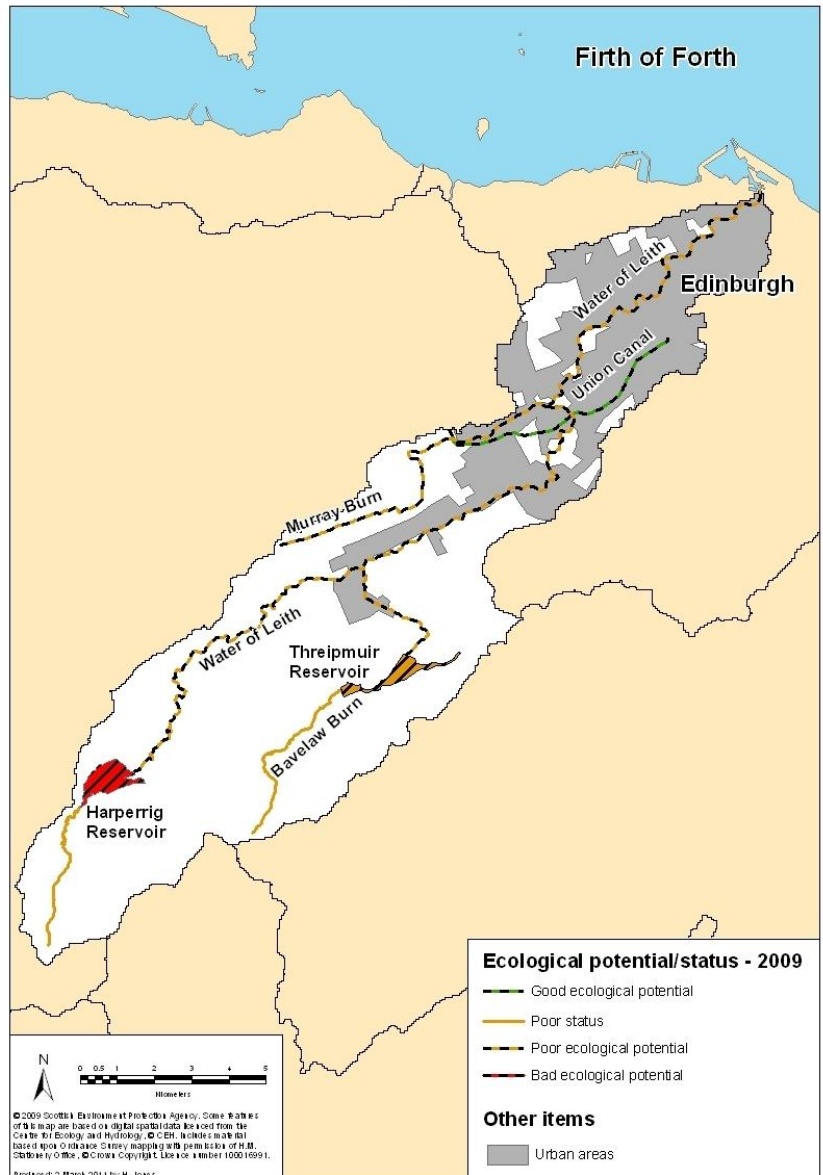 Firth of Forth
Water of Leith
Edinburgh
Union Canal
Murray Burn
Water of Leith
Threipmuir
Reservoir
Bavelaw Burn
Harperrig
Reservoir
Ecological potential/status - 2009
Good ecological potential
Poor status
Poor ecological potential
Bad ecological potential
Other items
Urban areas
N
0 0.5 1 2 3 4 5
Kilometers
© 2009 Scottish Environment Protection Agency. Some features
of this map are based on digital spatial data licenced from the
Centre for Ecology and Hydrology, © CEH. Includes material
based upon Ordnance Survey mapping with permission of H.M.
Stationery Office, © Crown Copyright. Licence number 100016991.